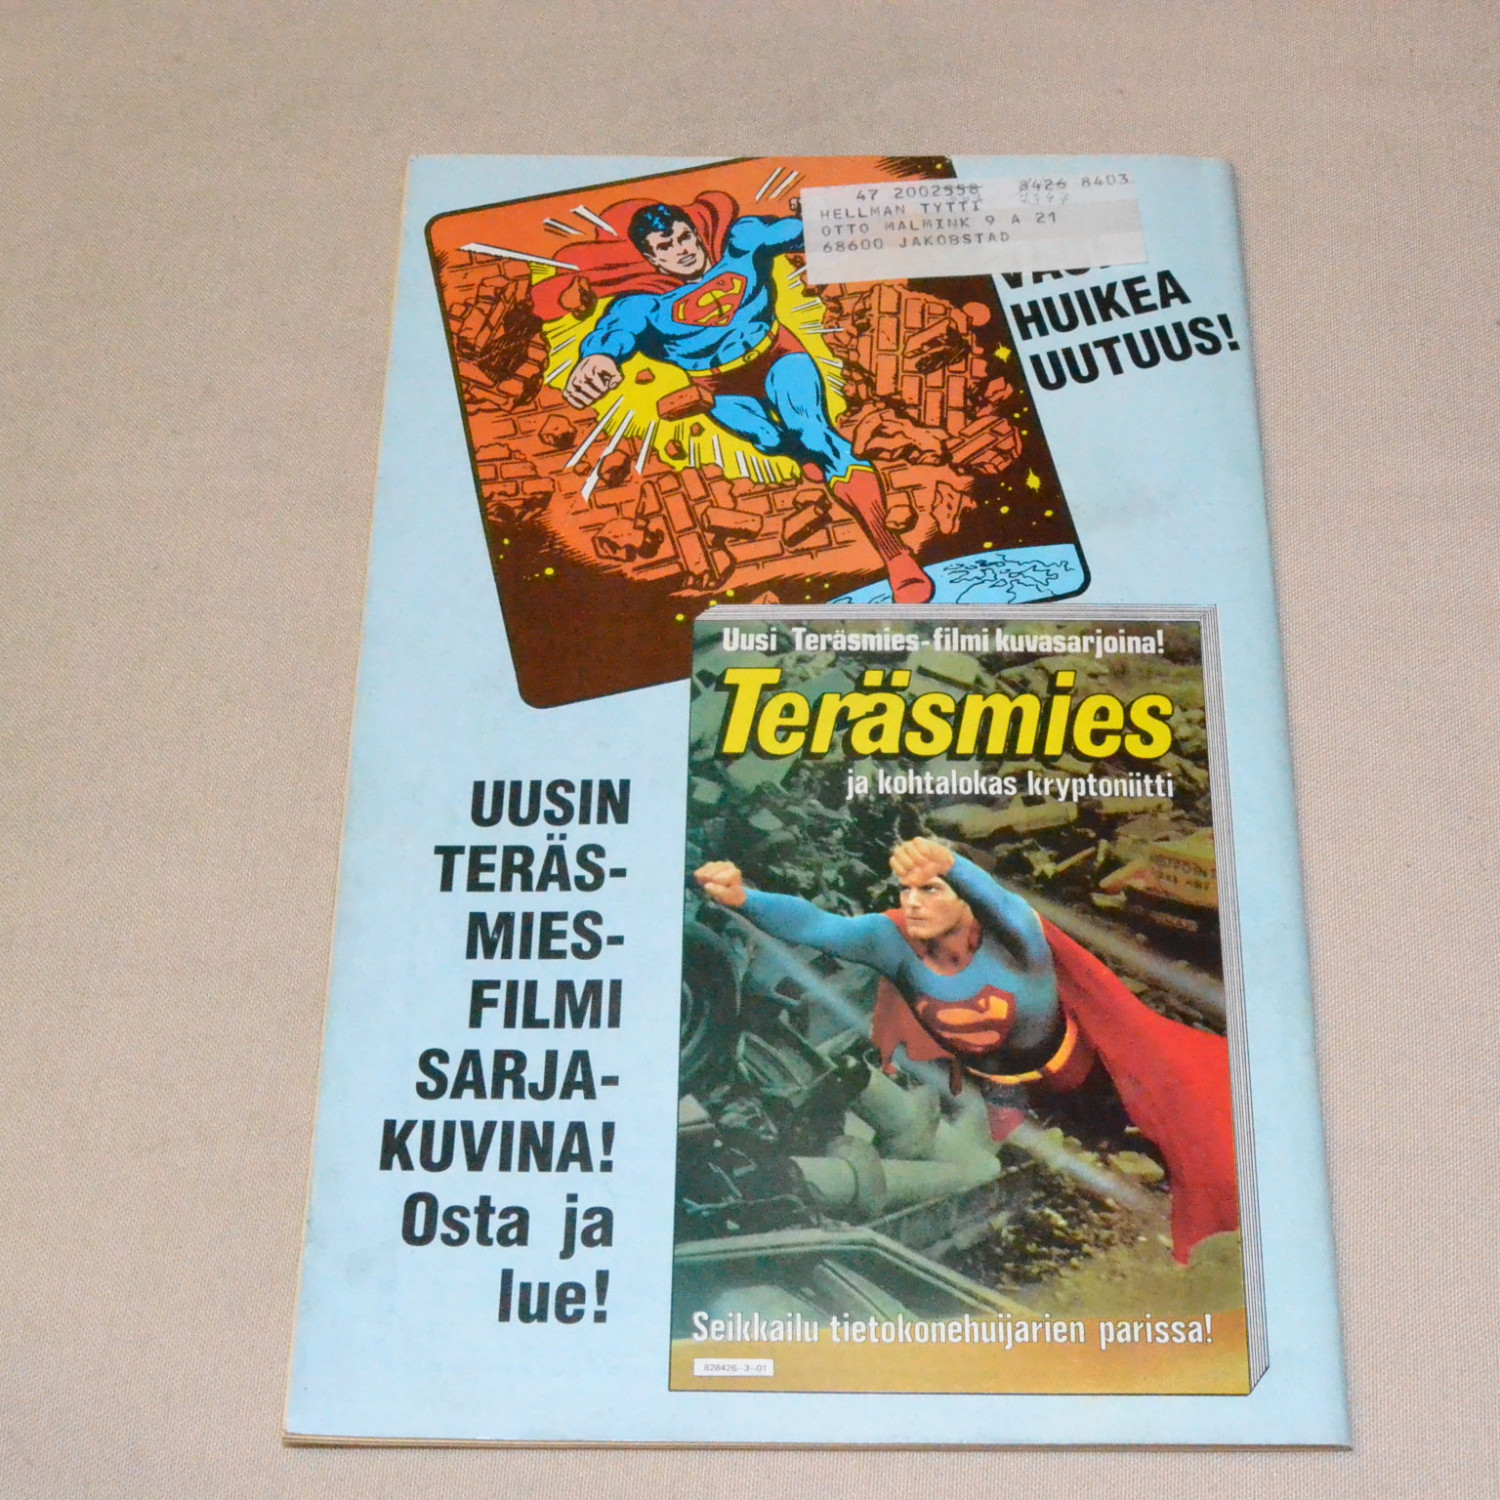 47 2002558 8426 8403
HELLMAN TYTTI
OTTO MALMINK 9 A 21
68600 JAKOBSTAD
HUIKEA
UUTUUS!
Uusi Teräsmies-filmi kuvasarjoina!
Teräsmies
ja kohtalokas kryptoniitti
UUSIN
TERÄS-
MIES-
FILMI
SARJA-
KUVINA!
Osta ja
lue!
Seikkailu tietokonehuijarien parissa!
828426-3-01